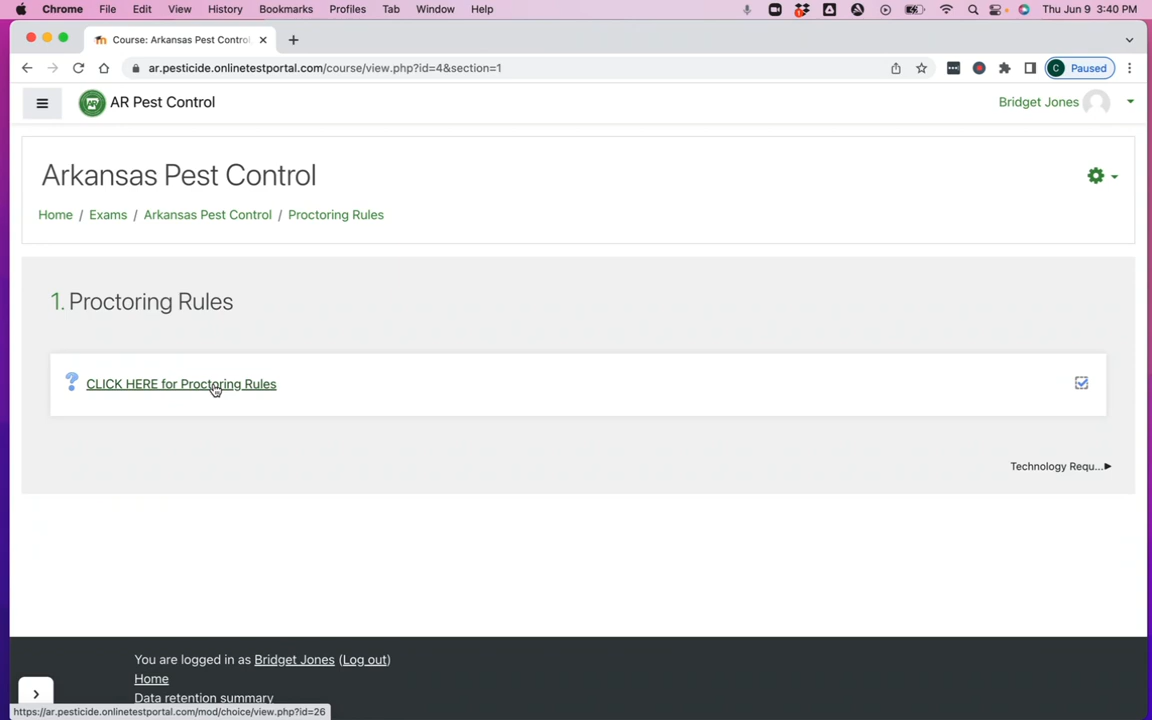 Chrome File Edit View History Bookmarks Profiles Tab Window Help Thu Jun 9 3:40 PM
Course: Arkansas Pest Control
ar.pesticide.onlinetestportal.com/course/view.php?id=4&section=1
C Paused
AR Pest Control
Bridget Jones
Arkansas Pest Control
Home / Exams / Arkansas Pest Control / Proctoring Rules
1. Proctoring Rules
CLICK HERE for Proctoring Rules
Technology Requ...►
You are logged in as Bridget Jones (Log out)
Home
Data retention summary
https://ar.pesticide.onlinetestportal.com/mod/choice/view.php?id=26